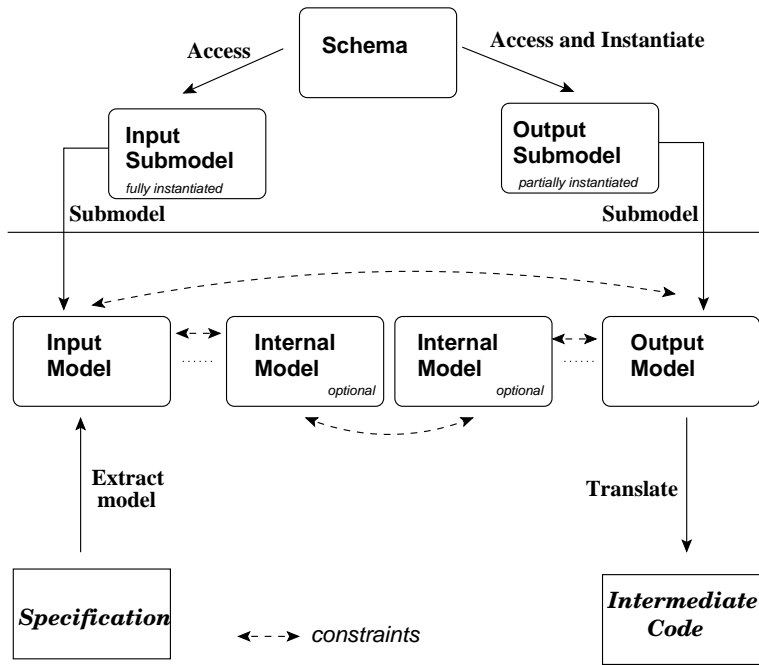 Access
Schema
Access and Instantiate
Input
Submodel
fully instantiated
Output
Submodel
partially instantiated
Submodel
Submodel
Input
Model
......
Internal
Model
optional
Internal
Model
optional
......
Output
Model
Extract
model
Translate
Specification
Intermediate
Code
constraints